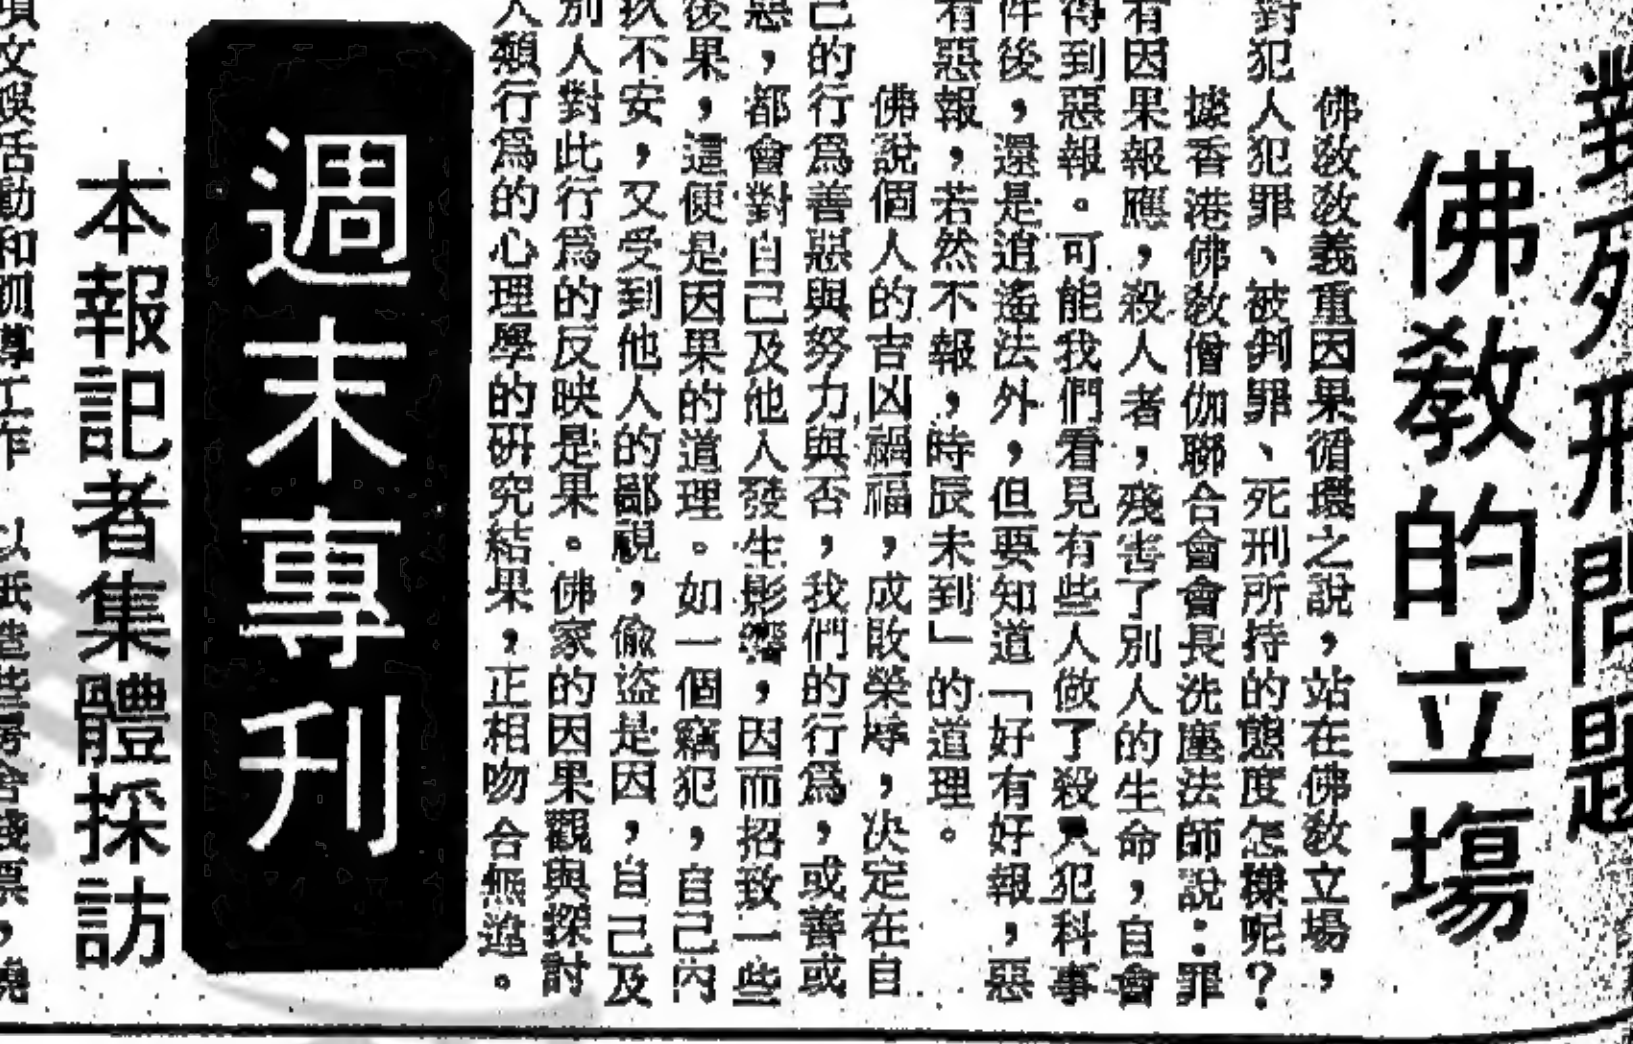 對死刑問題
佛教的立場
佛教教義重因果循環之說，站在佛教立場，
對犯人犯罪、被判罪、死刑所持的態度怎樣呢？
據香港佛教僧伽聯合會會長洗塵法師說：罪
有因果報應，殺人者，殘害了別人的生命，自會
得到惡報。可能我們看見有些人做了殺人犯科事
件後，還是逍遙法外，但要知道「好有好報，惡
有惡報，若然不報，時辰未到」的道理。
佛說個人的吉凶禍福，成敗榮辱，決定在自
己的行爲善惡與努力與否，我們的行爲，或善或
惡，都會對自己及他人發生影響，因而招致一些
後果，這便是因果的道理。如一個竊犯，自己內
疚不安，又受到他人的鄙視，偸盜是因，自己及
別人對此行爲的反映是果。佛家的因果觀與探討
人類行爲的心理學的硏究結果，正相吻合無訛。
週末專刋
本報記者集體採訪
項文娛活動和訓導工作